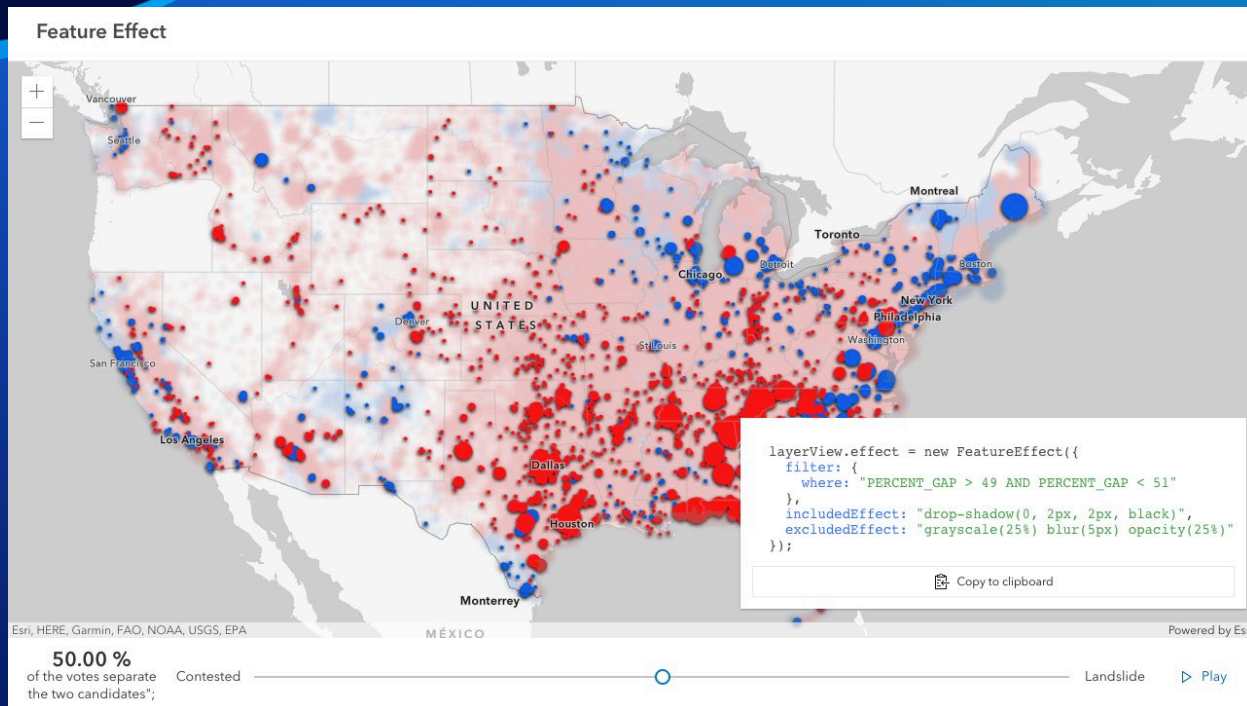 Feature Effect
+
−
Vancouver
Seattle
Montreal
Toronto
Boston
Detroit
Chicago
New York
UNITED
STATES
Philadelphia
Denver
St Louis
Washington
San Francisco
Los Angeles
Dallas
Houston
Monterrey
MÉXICO
layerView.effect = new FeatureEffect({
filter: {
where: "PERCENT_GAP > 49 AND PERCENT_GAP < 51"
},
includedEffect: "drop-shadow(0, 2px, 2px, black)",
excludedEffect: "grayscale(25%) blur(5px) opacity(25%)"
});
Copy to clipboard
Esri, HERE, Garmin, FAO, NOAA, USGS, EPA
Powered by Es
50.00 %
of the votes separate
the two candidates";
Contested
Landslide
Play